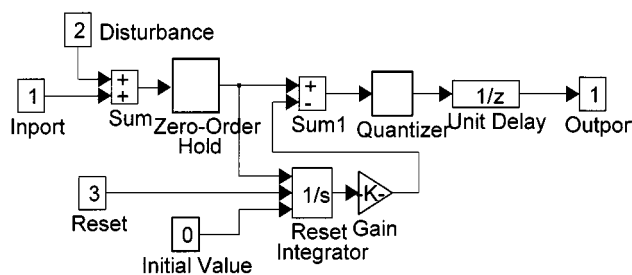 2 Disturbance
1
Inport
+
+
Sum
Zero-Order
Hold
+
-
Sum1
Quantizer
1/z
Unit Delay
1
Outpor
3
Reset
0
Initial Value
1/s
Reset
Integrator
-K-
Gain